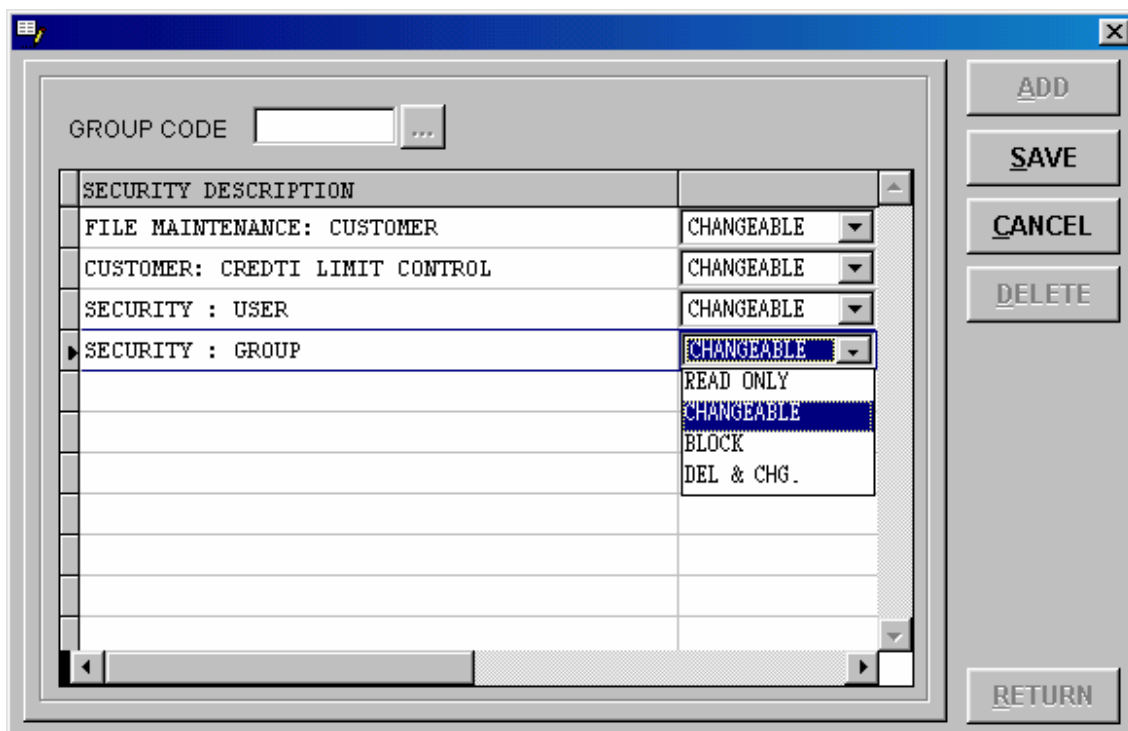 GROUP CODE ...
SECURITY DESCRIPTION
FILE MAINTENANCE: CUSTOMER CHANGEABLE
CUSTOMER: CREDTI LIMIT CONTROL CHANGEABLE
SECURITY : USER CHANGEABLE
SECURITY : GROUP CHANGEABLE
READ ONLY
CHANGEABLE
BLOCK
DEL & CHG.
ADD
SAVE
CANCEL
DELETE
RETURN